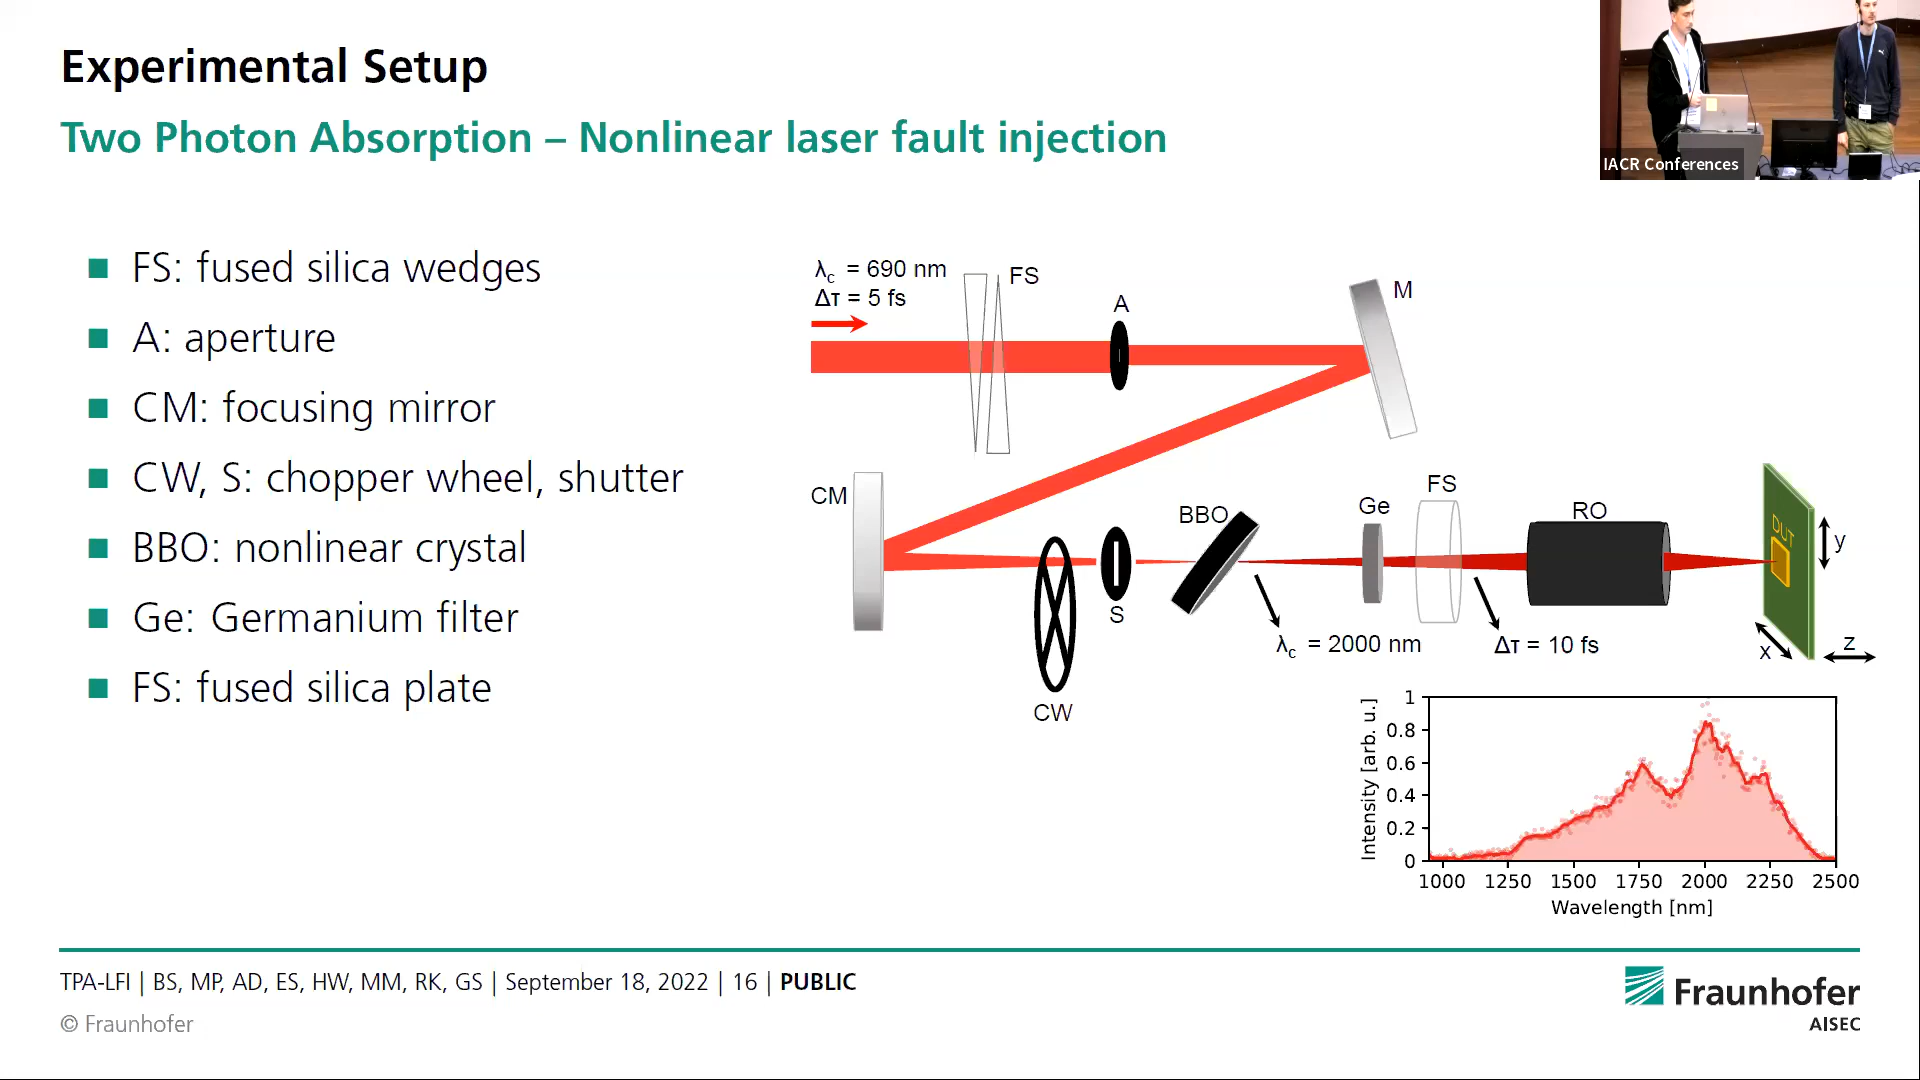 Experimental Setup
Two Photon Absorption – Nonlinear laser fault injection
IACR Conferences
FS: fused silica wedges
A: aperture
CM: focusing mirror
CW, S: chopper wheel, shutter
BBO: nonlinear crystal
Ge: Germanium filter
FS: fused silica plate
λc = 690 nm
Δτ = 5 fs
FS
A
M
CM
CW
S
BBO
λc = 2000 nm
Ge
FS
Δτ = 10 fs
RO
DUT
y
x
z
Intensity [arb. u.]
1
0.8
0.6
0.4
0.2
0
1000 1250 1500 1750 2000 2250 2500
Wavelength [nm]
TPA-LFI | BS, MP, AD, ES, HW, MM, RK, GS | September 18, 2022 | 16 | PUBLIC
© Fraunhofer
Fraunhofer
AISEC